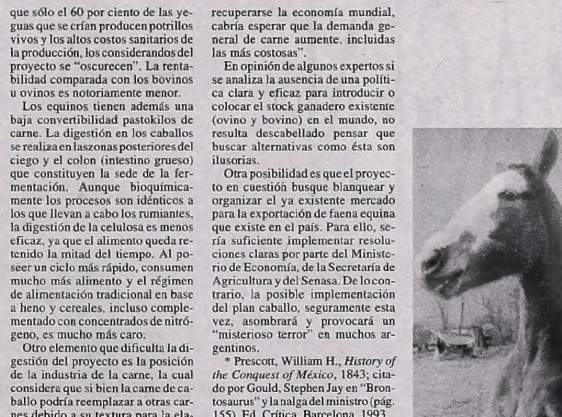 que sólo el 60 por ciento de las ye-
guas que se crían producen potrillos
vivos y los altos costos sanitarios de
la producción, los considerandos del
proyecto se “oscurecen”. La renta-
bilidad comparada con los bovinos
u ovinos es notoriamente menor.
Los equinos tienen además una
baja convertibilidad pastokilos de
carne. La digestión en los caballos
se realiza en laszonas posteriores del
ciego y el colon (intestino grueso)
que constituyen la sede de la fer-
mentación. Aunque bioquímica-
mente los procesos son idénticos a
los que llevan a cabo los rumiantes,
la digestión de la celulosa es menos
eficaz, ya que el alimento queda re-
tenido la mitad del tiempo. Al po-
seer un ciclo más rápido, consumen
mucho más alimento y el régimen
de alimentación tradicional en base
a heno y cereales, incluso comple-
mentado con concentrados de nitró-
geno, es mucho más caro.
Otro elemento que dificulta la di-
gestión del proyecto es la posición
de la industria de la carne, la cual
considera que si bien la carne de ca-
ballo podría reemplazar a otras car-
nes debido a su textura para la ela-
recuperarse la economía mundial,
cabría esperar que la demanda ge-
neral de carne aumente, incluidas
las más costosas”.
En opinión de algunos expertos si
se analiza la ausencia de una políti-
ca clara y eficaz para introducir o
colocar el stock ganadero existente
(ovino y bovino) en el mundo, no
resulta descabellado pensar que
buscar alternativas como ésta son
ilusorias.
Otra posibilidad es que el proyec-
to en cuestión busque blanquear y
organizar el ya existente mercado
para la exportación de faena equina
que existe en el país. Para ello, se-
ría suficiente implementar resolu-
ciones claras por parte del Ministe-
rio de Economía, de la Secretaría de
Agricultura y del Senasa. De lo con-
trario, la posible implementación
del plan caballo, seguramente esta
vez, asombrará y provocará un
“misterioso terror” en muchos ar-
gentinos.
* Prescott, William H., History of
the Conquest of México, 1843; cita-
do por Gould, Stephen Jay en “Bron-
tosaurus” y la nalga del ministro (pág.
155) Ed. Crítica Barcelona 1993